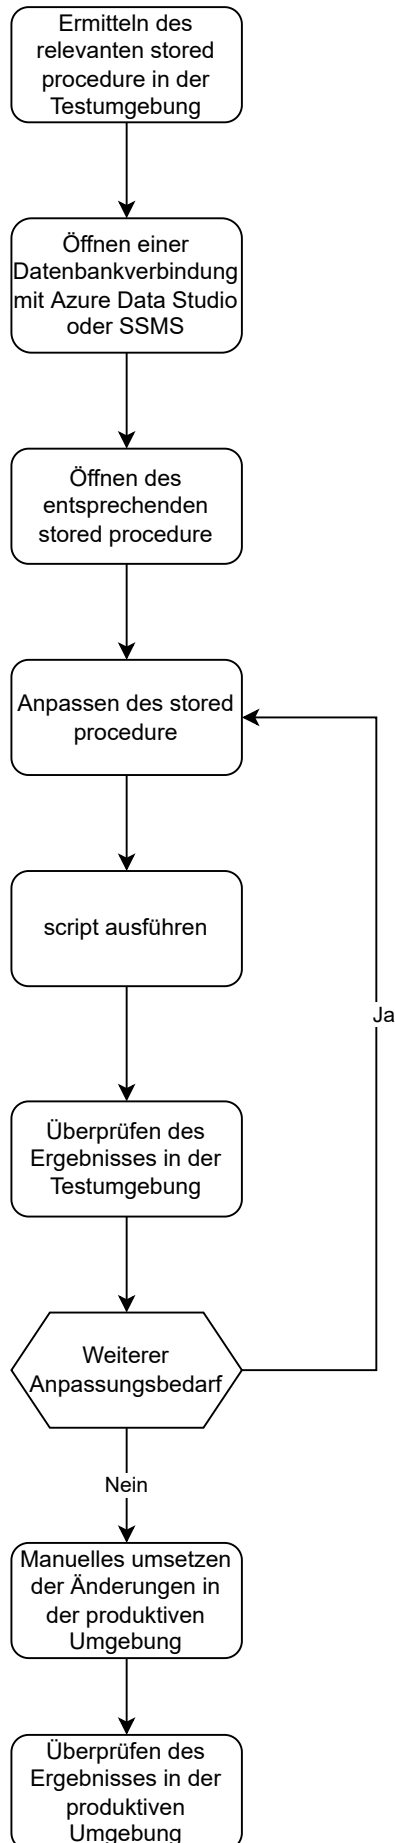 Ermitteln des
relevanten stored
procedure in der
Testumgebung
Öffnen einer
Datenbankverbindung
mit Azure Data Studio
oder SSMS
Öffnen des
entsprechenden
stored procedure
Anpassen des stored
procedure
script ausführen
Ja
Überprüfen des
Ergebnisses in der
Testumgebung
Weiterer
Anpassungsbedarf
Nein
Manuelles umsetzen
der Änderungen in
der produktiven
Umgebung
Überprüfen des
Ergebnisses in der
produktiven
Umgebung